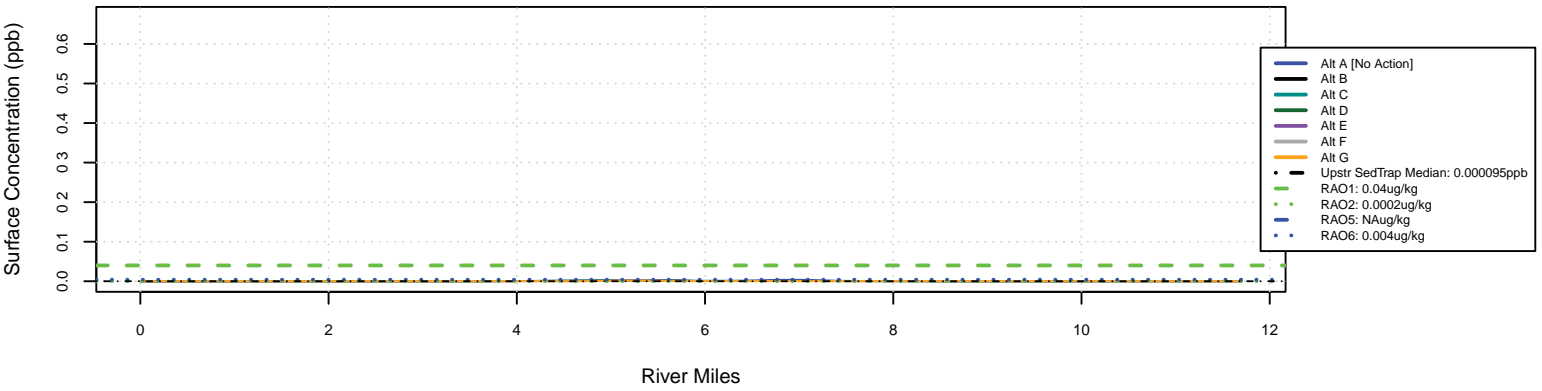 Surface Concentration (ppb)
0.6
0.5
0.4
0.3
0.2
0.1
0.0
0 2 4 6 8 10 12
River Miles
Alt A [No Action]
Alt B
Alt C
Alt D
Alt E
Alt F
Alt G
Upstr SedTrap Median: 0.000095ppb
RAO1: 0.04ug/kg
RAO2: 0.0002ug/kg
RAO5: NAug/kg
RAO6: 0.004ug/kg